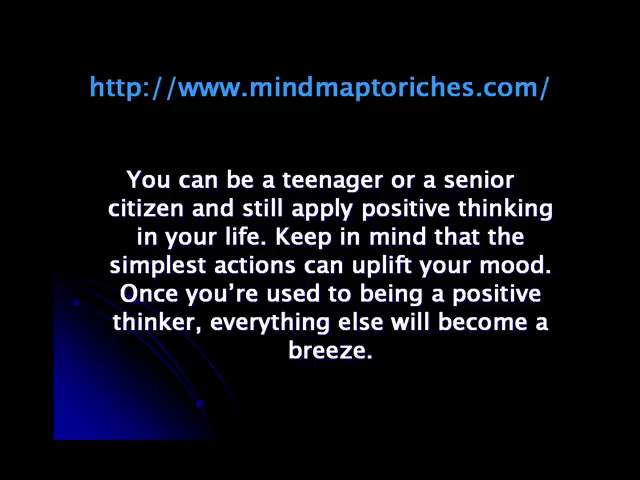 http://www.mindmaptoriches.com/
You can be a teenager or a senior
citizen and still apply positive thinking
in your life. Keep in mind that the
simplest actions can uplift your mood.
Once you’re used to being a positive
thinker, everything else will become a
breeze.